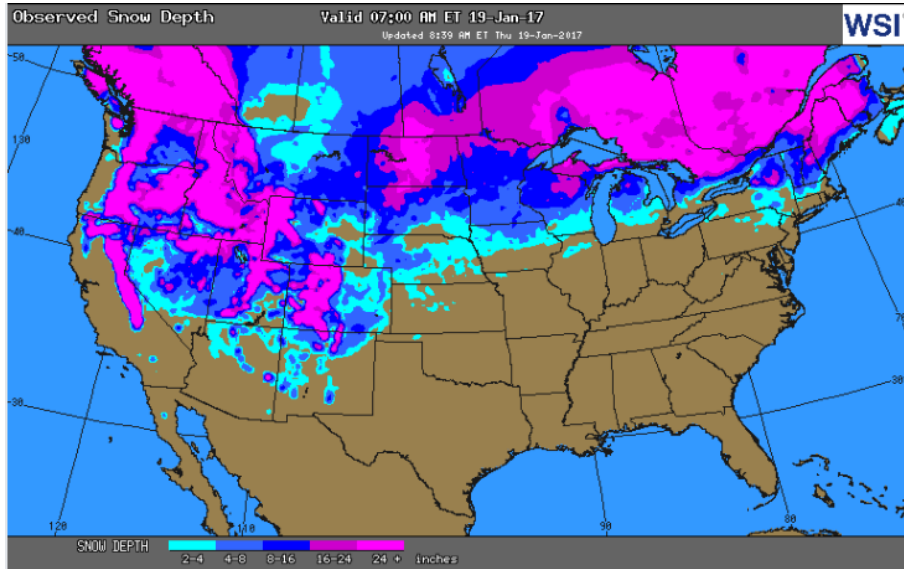 Observed Snow Depth Valid 07:00 AM ET 19-Jan-17
Updated 8:39 AM ET Thu 19-Jan-2017
WSI
50
130
40
30
120
110
90
80
30
SNOW DEPTH 2-4 4-8 8-16 16-24 24 + inches